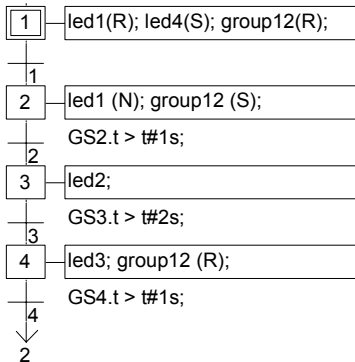 1 led1(R); led4(S); group12(R);
1
2 led1 (N); group12 (S);
GS2.t > t#1s;
2
3 led2;
GS3.t > t#2s;
3
4 led3; group12 (R);
GS4.t > t#1s;
4
2